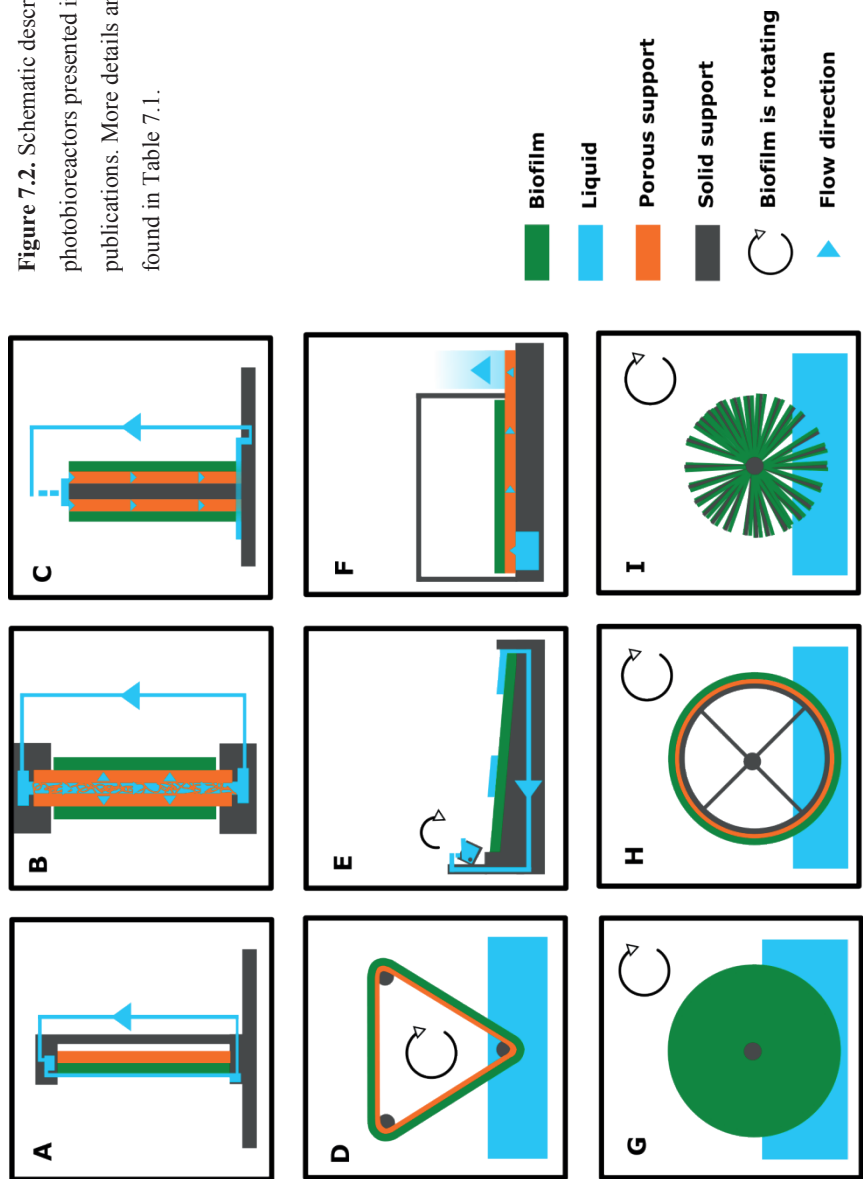 Figure 7.2. Schematic descr
photobioreactors presented i
publications. More details ar
found in Table 7.1.
A
B
C
D
E
F
G
H
I
Biofilm
Liquid
Porous support
Solid support
Biofilm is rotating
Flow direction